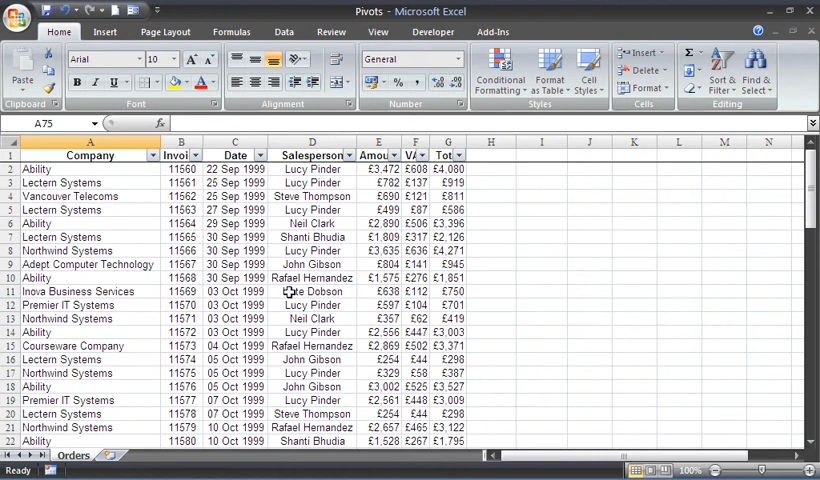 Pivots - Microsoft Excel
Home Insert Page Layout Formulas Data Review View Developer Add-Ins
Paste Arial 10 A A General Conditional Formatting Format as Table Cell Styles Insert Delete Format Σ Sort & Filter Find & Select
B I U % ,
Clipboard Font Alignment Number Styles Cells Editing
A75 fx
A B C D E F G H I J K L M N
1 Company Invoi Date Salesperson Amou VA Tot
2 Ability 11560 22 Sep 1999 Lucy Pinder £3,472 £608 £4,080
3 Lectern Systems 11561 25 Sep 1999 Lucy Pinder £782 £137 £919
4 Vancouver Telecoms 11562 25 Sep 1999 Steve Thompson £690 £121 £811
5 Lectern Systems 11563 27 Sep 1999 Lucy Pinder £499 £87 £586
6 Ability 11564 29 Sep 1999 Neil Clark £2,890 £506 £3,396
7 Lectern Systems 11565 30 Sep 1999 Shanti Bhudia £1,809 £317 £2,126
8 Northwind Systems 11566 30 Sep 1999 Lucy Pinder £3,635 £636 £4,271
9 Adept Computer Technology 11567 30 Sep 1999 John Gibson £804 £141 £945
10 Ability 11568 30 Sep 1999 Rafael Hernandez £1,575 £276 £1,851
11 Inova Business Services 11569 03 Oct 1999 Dobson £638 £112 £750
12 Premier IT Systems 11570 03 Oct 1999 Lucy Pinder £597 £104 £701
13 Northwind Systems 11571 03 Oct 1999 Neil Clark £357 £62 £419
14 Ability 11572 03 Oct 1999 Lucy Pinder £2,556 £447 £3,003
15 Courseware Company 11573 04 Oct 1999 Rafael Hernandez £2,869 £502 £3,371
16 Lectern Systems 11574 05 Oct 1999 John Gibson £254 £44 £298
17 Northwind Systems 11575 05 Oct 1999 Lucy Pinder £329 £58 £387
18 Ability 11576 05 Oct 1999 John Gibson £3,002 £525 £3,527
19 Premier IT Systems 11577 07 Oct 1999 Lucy Pinder £2,561 £448 £3,009
20 Lectern Systems 11578 07 Oct 1999 Steve Thompson £254 £44 £298
21 Northwind Systems 11579 10 Oct 1999 Rafael Hernandez £2,657 £465 £3,122
22 Ability 11580 10 Oct 1999 Shanti Bhudia £1,528 £267 £1,795
Orders
Ready 100%